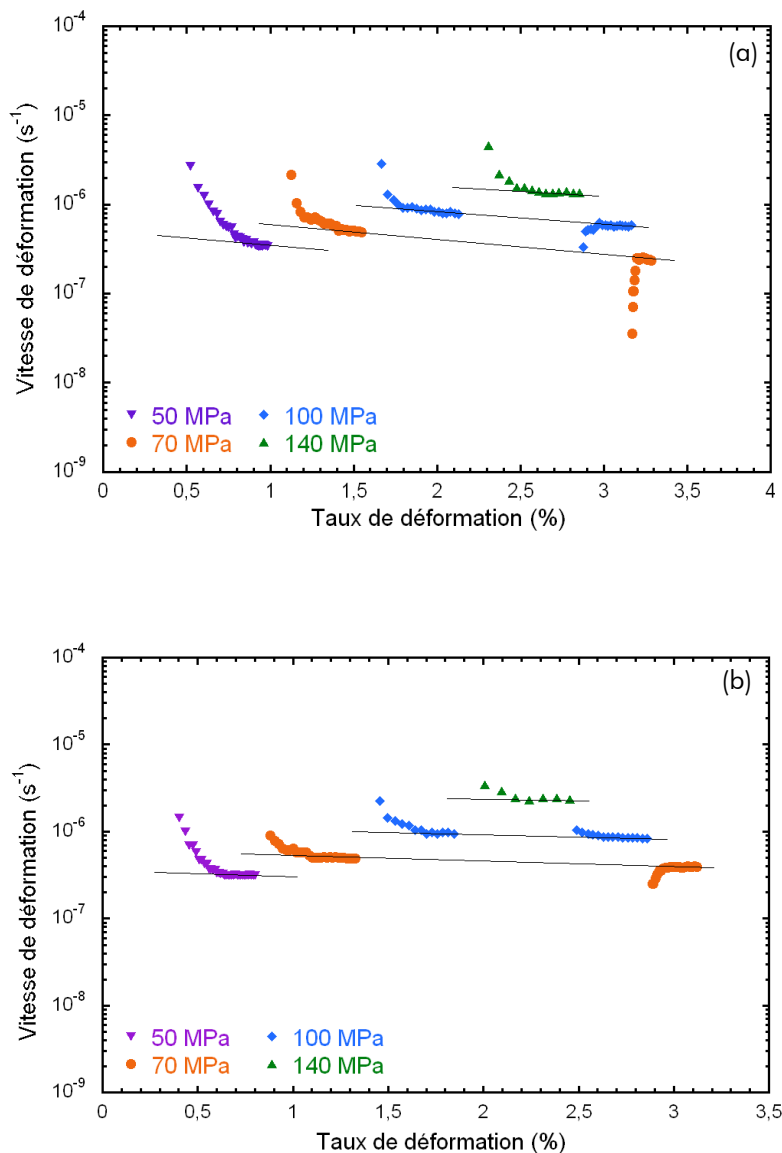 (a)
Vitesse de déformation (s⁻¹)
10⁻⁴
10⁻⁵
10⁻⁶
10⁻⁷
10⁻⁸
10⁻⁹
50 MPa
100 MPa
70 MPa
140 MPa
0 0,5 1 1,5 2 2,5 3 3,5 4
Taux de déformation (%)
(b)
Vitesse de déformation (s⁻¹)
10⁻⁴
10⁻⁵
10⁻⁶
10⁻⁷
10⁻⁸
10⁻⁹
50 MPa
100 MPa
70 MPa
140 MPa
0 0,5 1 1,5 2 2,5 3 3,5
Taux de déformation (%)